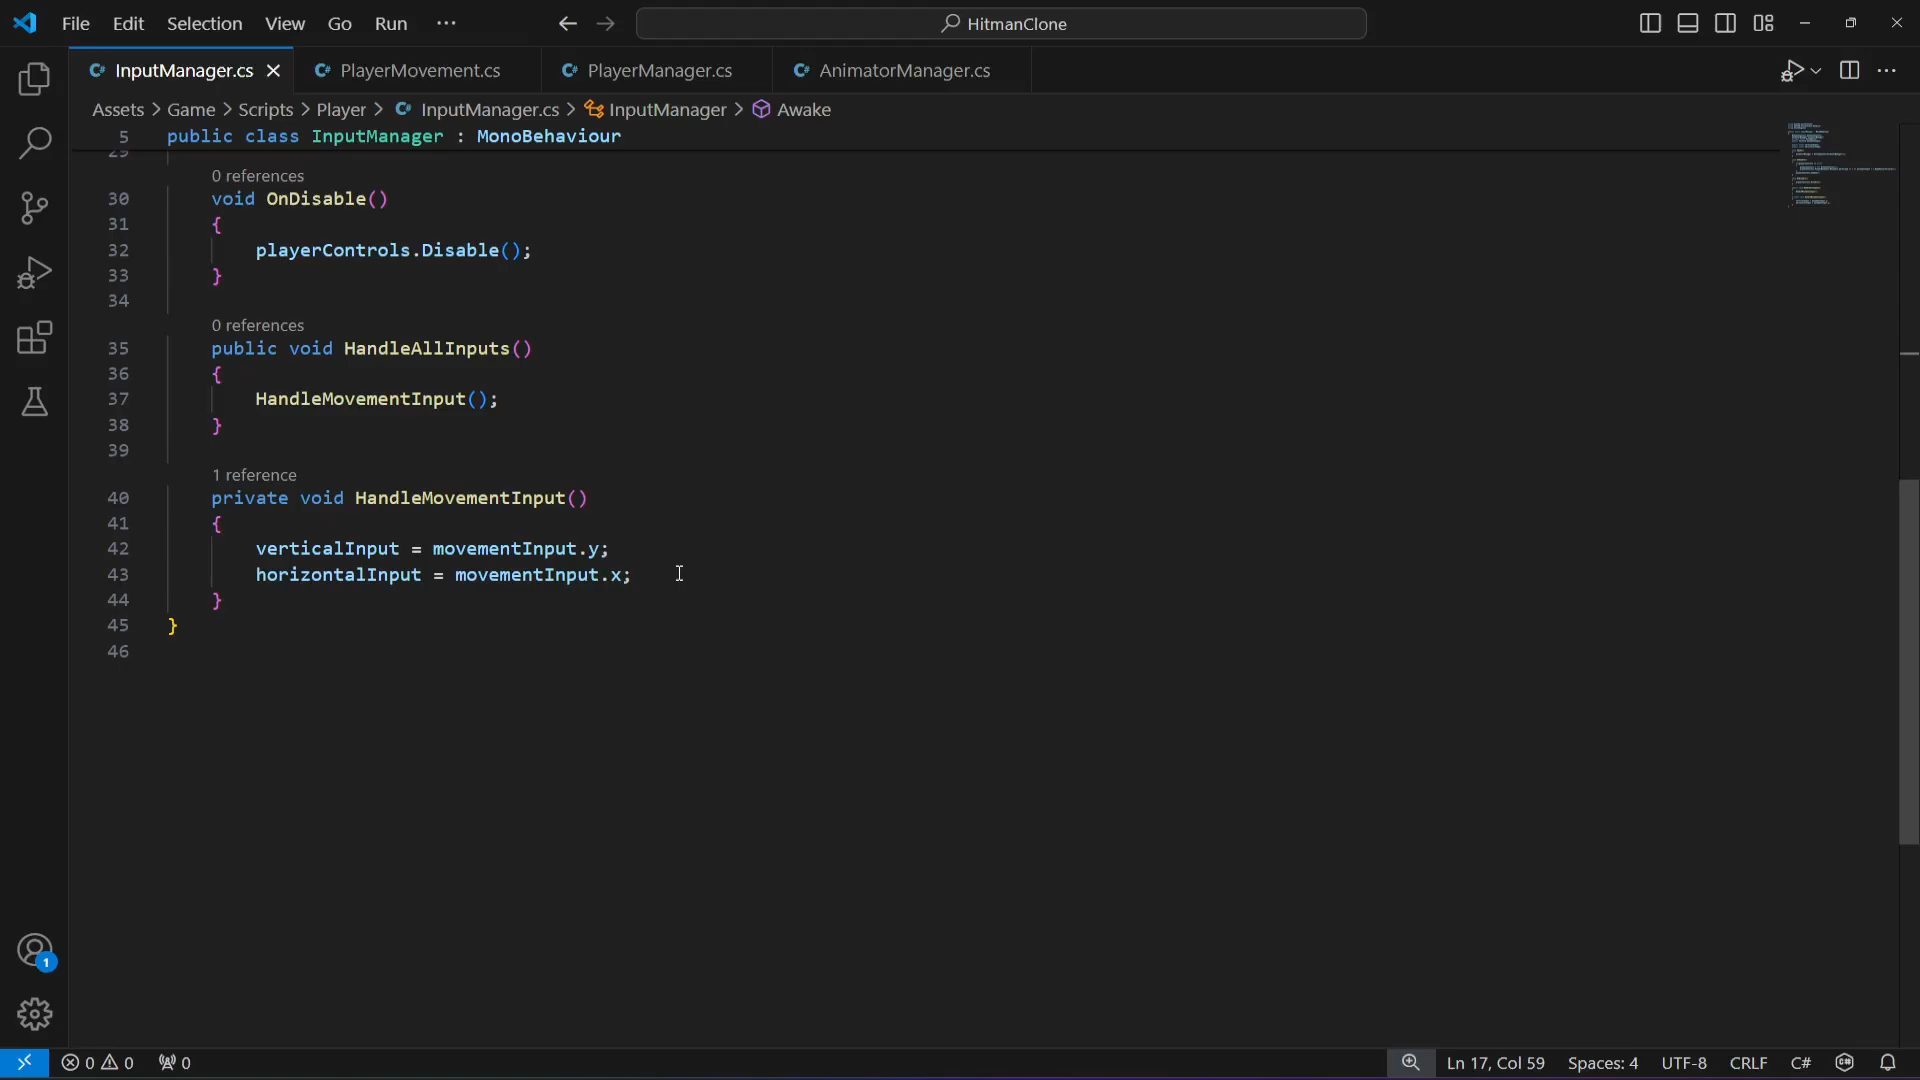 File Edit Selection View Go Run ··· HitmanClone
InputManager.cs PlayerMovement.cs PlayerManager.cs AnimatorManager.cs
Assets > Game > Scripts > Player > InputManager.cs > InputManager > Awake
5 public class InputManager : MonoBehaviour
29
0 references
30 void OnDisable()
31 {
32 playerControls.Disable();
33 }
34
0 references
35 public void HandleAllInputs()
36 {
37 HandleMovementInput();
38 }
39
1 reference
40 private void HandleMovementInput()
41 {
42 verticalInput = movementInput.y;
43 horizontalInput = movementInput.x;
44 }
45 }
46
1
0 0 0 Ln 17, Col 59 Spaces: 4 UTF-8 CRLF C#